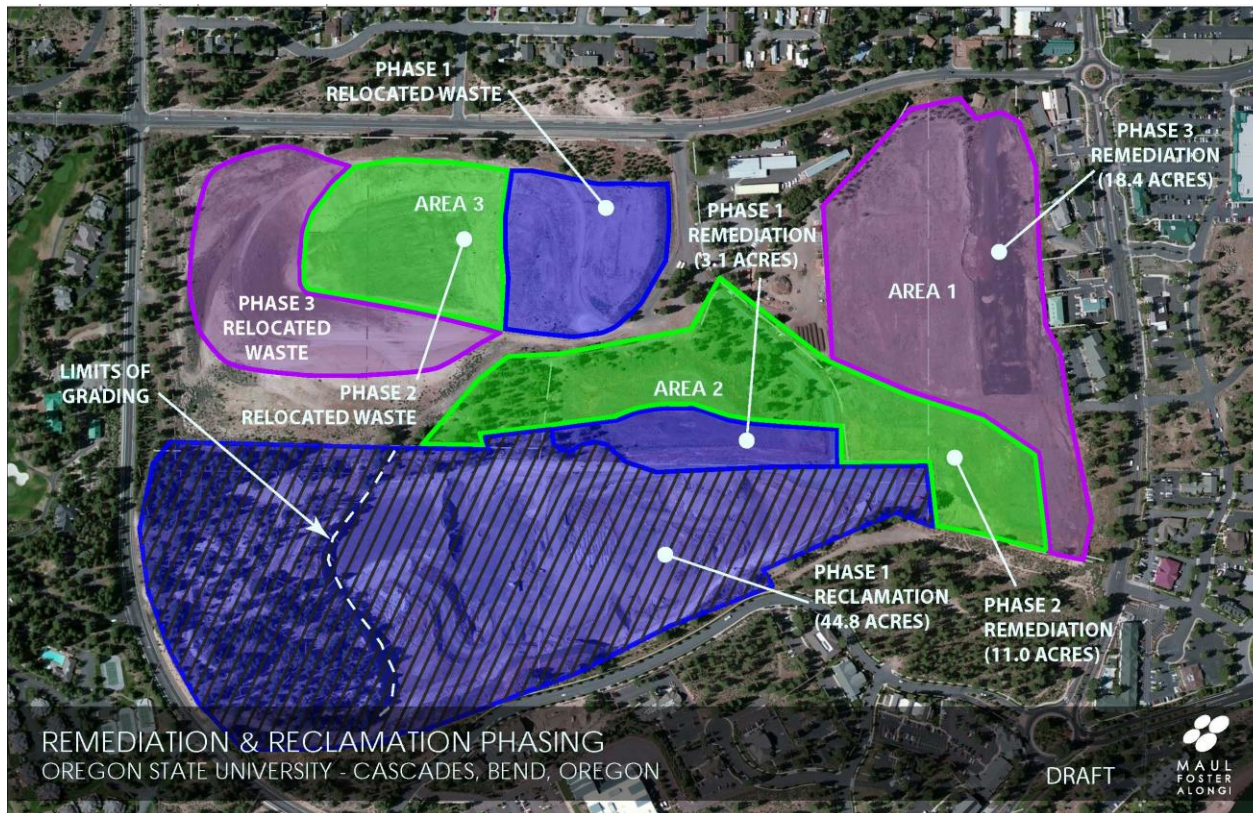 PHASE 1
RELOCATED WASTE
PHASE 3
REMEDIATION
(18.4 ACRES)
AREA 3
PHASE 1
REMEDIATION
(3.1 ACRES)
AREA 1
PHASE 3
RELOCATED
WASTE
LIMITS OF
GRADING
PHASE 2
RELOCATED WASTE
AREA 2
PHASE 1
RECLAMATION
(44.8 ACRES)
PHASE 2
REMEDIATION
(11.0 ACRES)
REMEDIATION & RECLAMATION PHASING
OREGON STATE UNIVERSITY - CASCADES, BEND, OREGON
DRAFT
MAUL
FOSTER
ALONGI